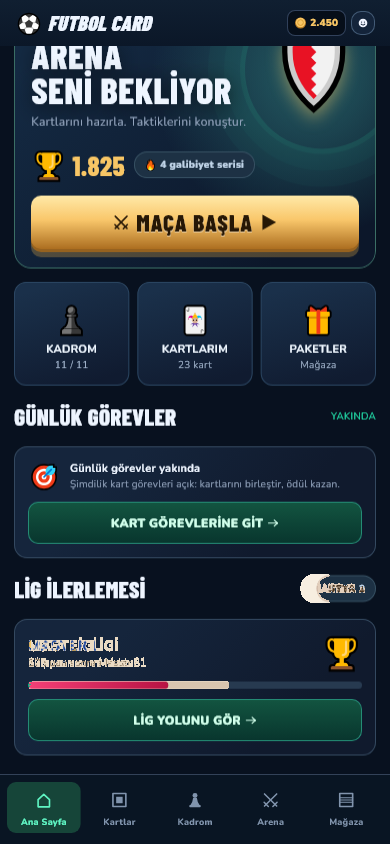 FUTBOL CARD
2.450
ARENA
SENİ BEKLİYOR
Kartlarını hazırla. Taktiklerini konuştur.
1.825
4 galibiyet serisi
MAÇA BAŞLA
KADROM
11 / 11
KARTLARIM
23 kart
PAKETLER
Mağaza
GÜNLÜK GÖREVLER
YAKINDA
Günlük görevler yakında
Şimdilik kart görevleri açık: kartlarını birleştir, ödül kazan.
KART GÖREVLERİNE GİT →
LİG İLERLEMESİ
LİG YOLUNU GÖR →
Ana Sayfa
Kartlar
Kadrom
Arena
Mağaza